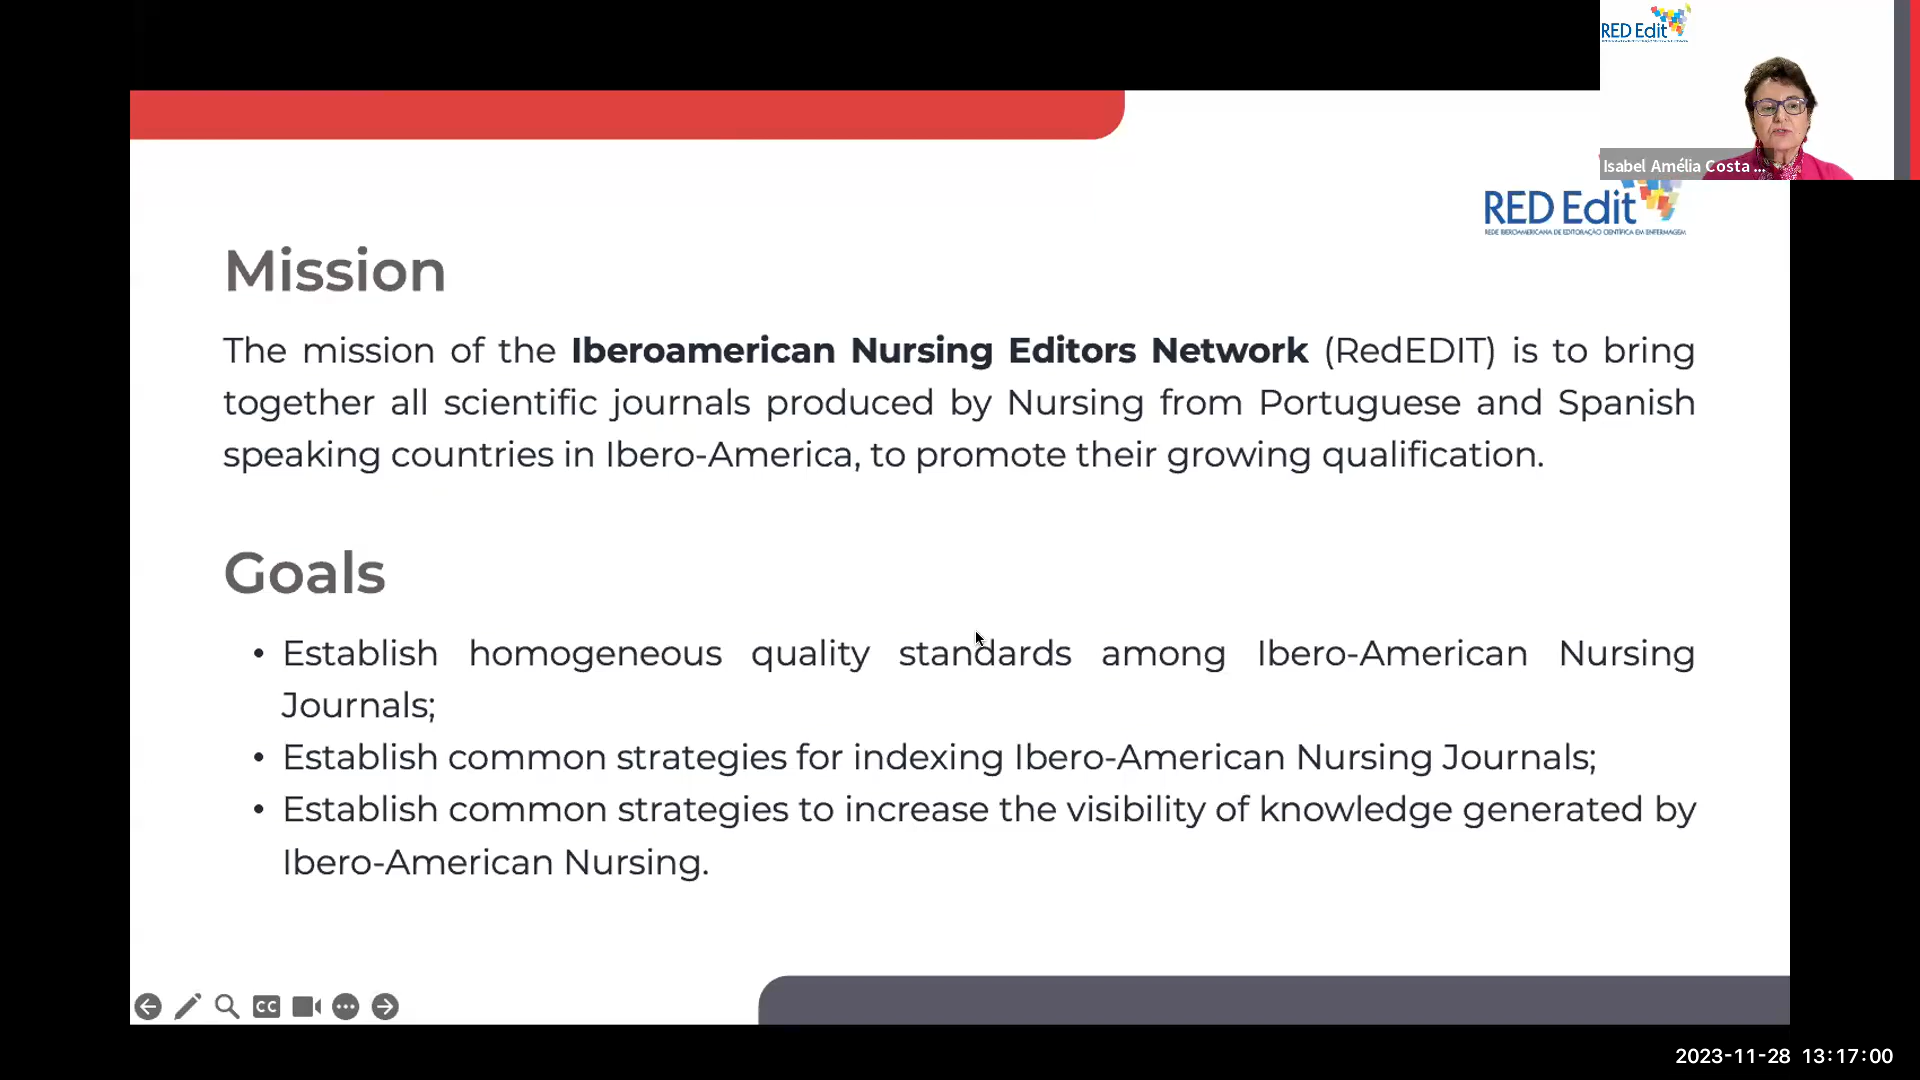 RED Edit
Isabel Amélia Costa ...
RED Edit
REDE IBEROAMERICANA DE EDITORAÇÃO CIENTÍFICA EM ENFERMAGEM
Mission
The mission of the Iberoamerican Nursing Editors Network (RedEDIT) is to bring
together all scientific journals produced by Nursing from Portuguese and Spanish
speaking countries in Ibero-America, to promote their growing qualification.
Goals
• Establish homogeneous quality standards among Ibero-American Nursing
Journals;
• Establish common strategies for indexing Ibero-American Nursing Journals;
• Establish common strategies to increase the visibility of knowledge generated by
Ibero-American Nursing.
CC
2023-11-28 13:17:00